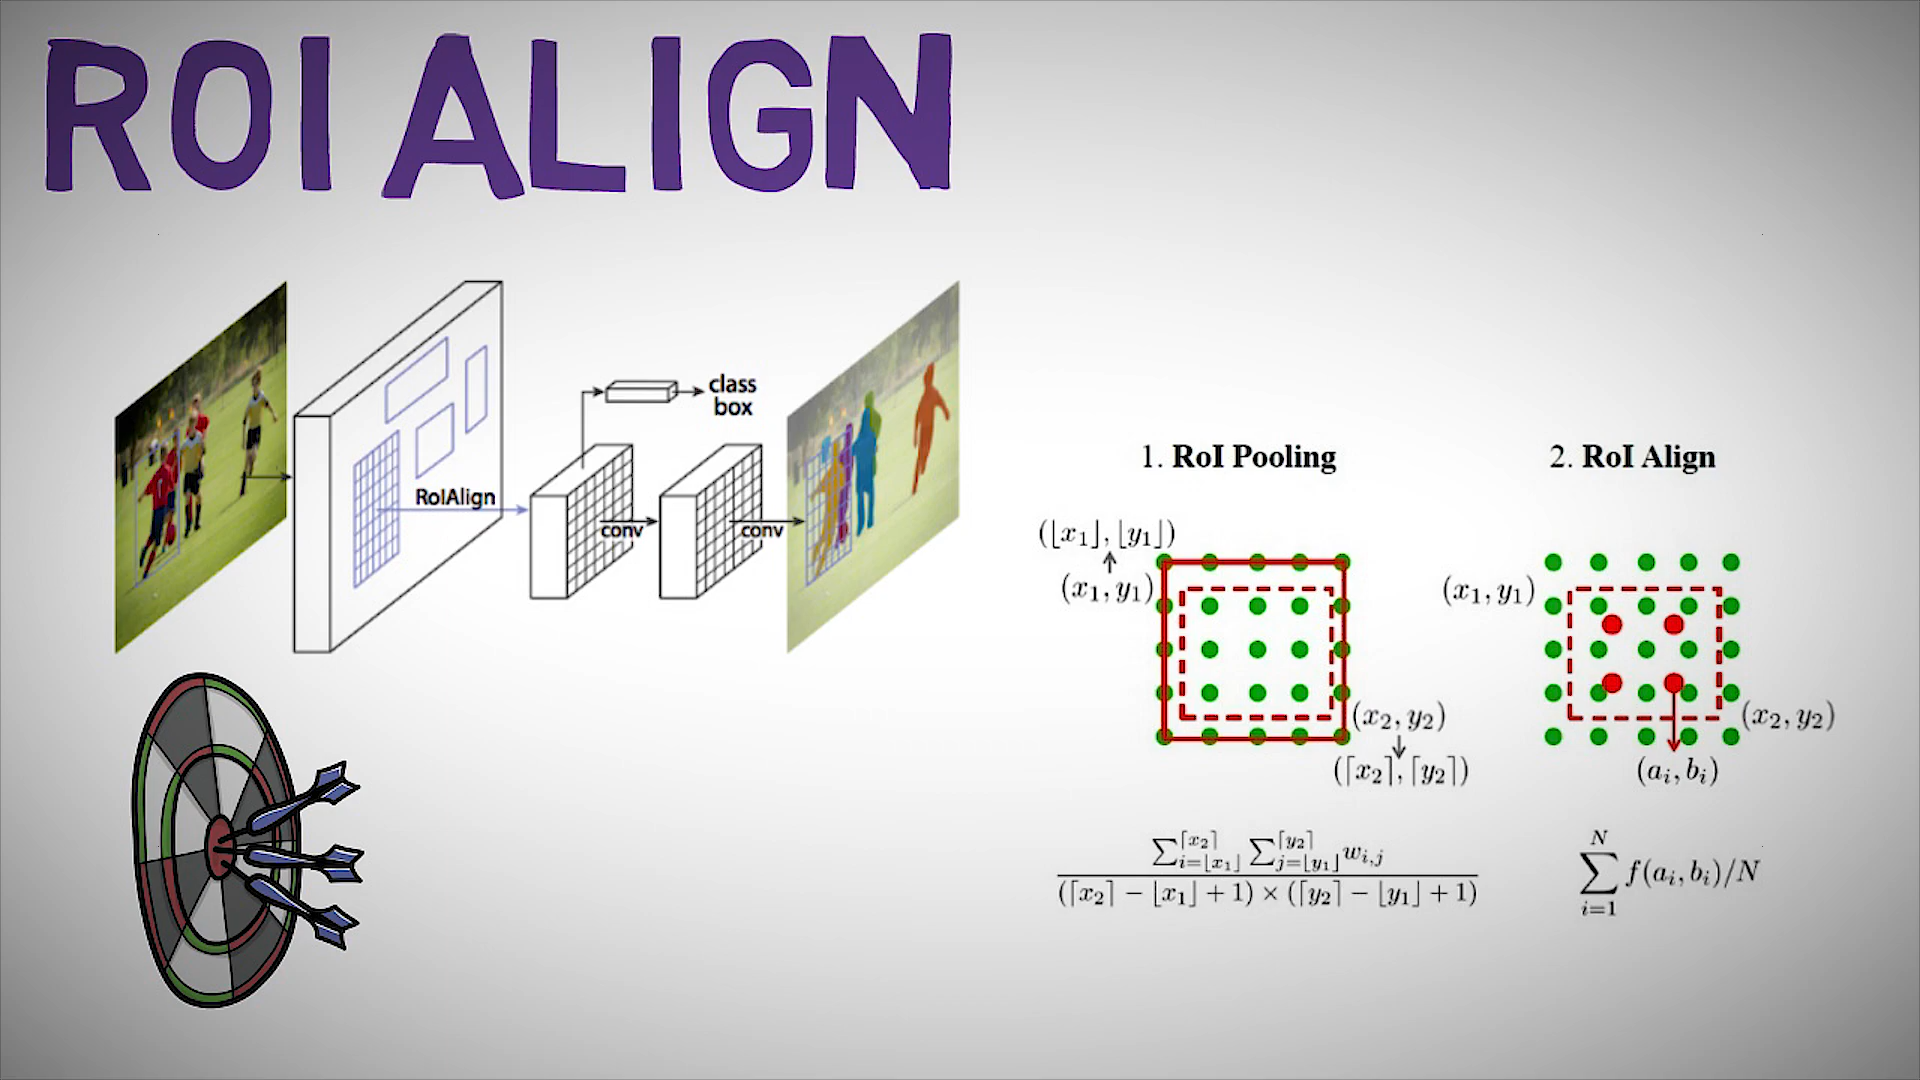 ROI ALIGN
class
box
RoIAlign
conv
conv
1. RoI Pooling
(⌊x₁⌋, ⌊y₁⌋)
(x₁, y₁)
(x₂, y₂)
(⌈x₂⌉, ⌈y₂⌉)
∑_{i=⌊x₁⌋}^{⌈x₂⌉} ∑_{j=⌊y₁⌋}^{⌈y₂⌉} w_{i,j}
(⌈x₂⌉ − ⌊x₁⌋ + 1) × (⌈y₂⌉ − ⌊y₁⌋ + 1)
2. RoI Align
(x₁, y₁)
(x₂, y₂)
(aᵢ, bᵢ)
∑_{i=1}^{N} f(aᵢ, bᵢ)/N